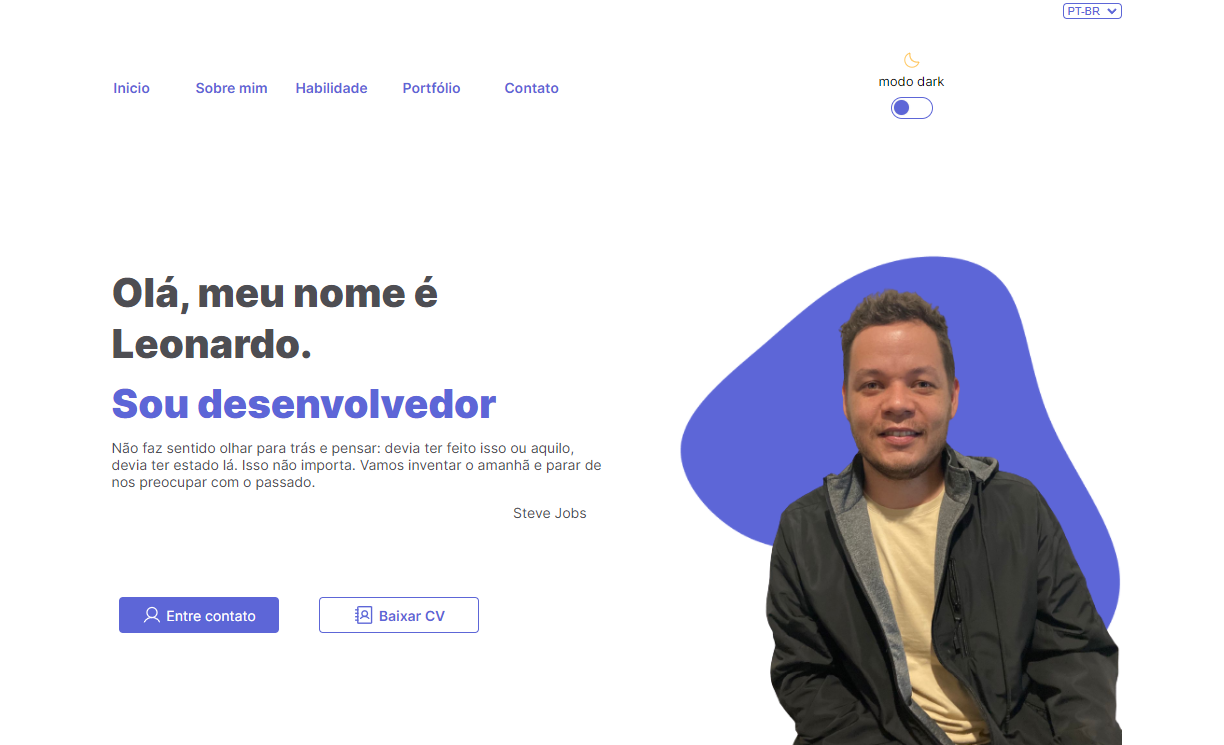 PT-BR
modo dark
Inicio Sobre mim Habilidade Portfólio Contato
Olá, meu nome é
Leonardo.
Sou desenvolvedor
Não faz sentido olhar para trás e pensar: devia ter feito isso ou aquilo,
devia ter estado lá. Isso não importa. Vamos inventar o amanhã e parar de
nos preocupar com o passado.
Steve Jobs
Entre contato Baixar CV